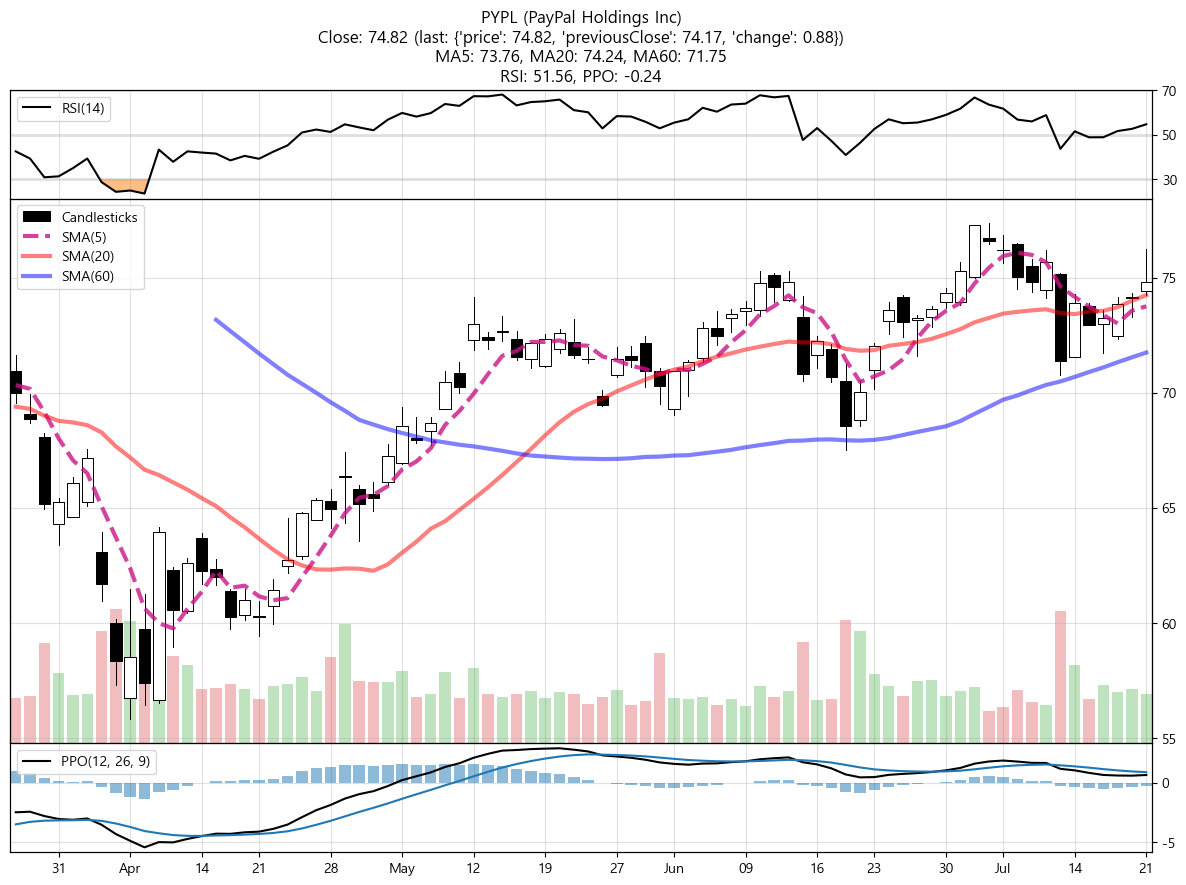 PYPL (PayPal Holdings Inc)
Close: 74.82 (last: {'price': 74.82, 'previousClose': 74.17, 'change': 0.88})
MA5: 73.76, MA20: 74.24, MA60: 71.75
RSI: 51.56, PPO: -0.24
RSI(14)
70
50
30
Candlesticks
SMA(5)
SMA(20)
SMA(60)
75
70
65
60
55
PPO(12, 26, 9)
0
-5
31 Apr 14 21 28 May 12 19 27 Jun 09 16 23 30 Jul 14 21